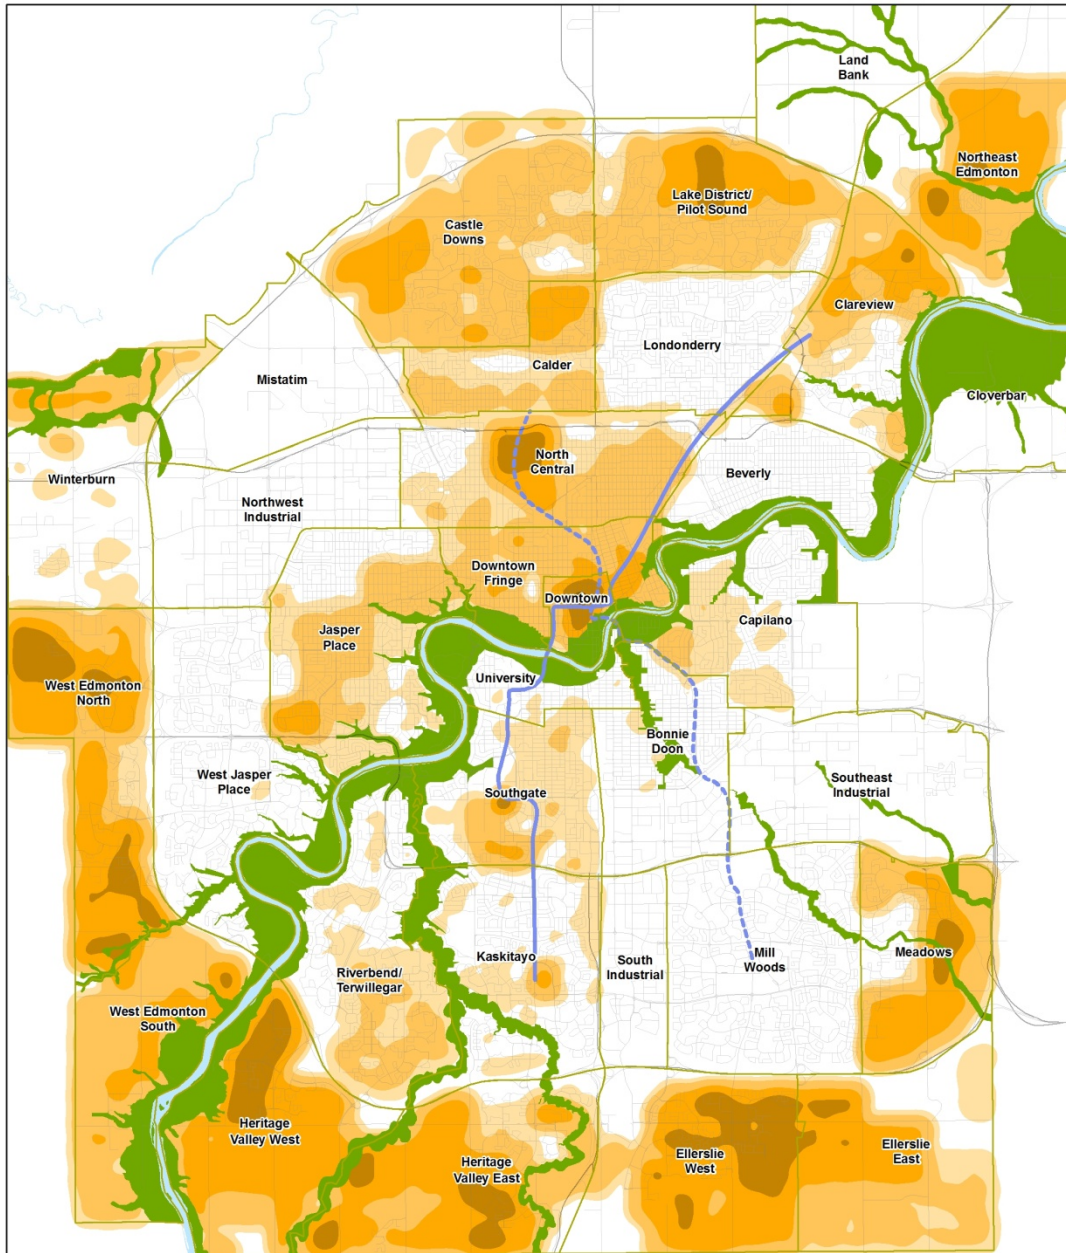 Land
Bank
Northeast
Edmonton
Lake District/
Pilot Sound
Castle
Downs
Clareview
Londonderry
Calder
Mistatim
Cloverbar
North
Central
Beverly
Winterburn
Northwest
Industrial
Downtown
Fringe
Downtown
Capilano
Jasper
Place
University
West Edmonton
North
Bonnie
Doon
West Jasper
Place
Southeast
Industrial
Southgate
Meadows
Kaskitayo
South
Industrial
Mill
Woods
Riverbend/
Terwillegar
West Edmonton
South
Heritage
Valley West
Ellerslie
East
Ellerslie
West
Heritage
Valley East